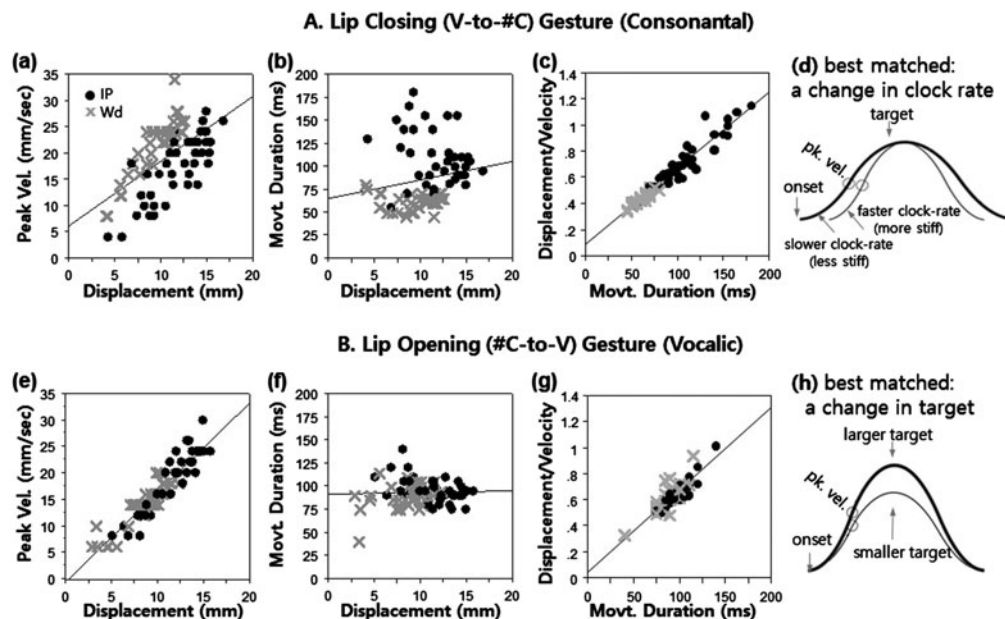 A. Lip Closing (V-to-#C) Gesture (Consonantal)
(a)
35
30
25
20
15
10
5
0
IP
Wd
Peak Vel. (mm/sec)
0 5 10 15 20
Displacement (mm)
(b)
200
175
150
125
100
75
50
25
0
Movt. Duration (ms)
0 5 10 15 20
Displacement (mm)
(c)
1.4
1.2
1
.8
.6
.4
.2
0
Displacement/Velocity
0 50 100 150 200
Movt. Duration (ms)
(d) best matched:
a change in clock rate
target
pk. vel.
onset
faster clock-rate
(more stiff)
slower clock-rate
(less stiff)
B. Lip Opening (#C-to-V) Gesture (Vocalic)
(e)
35
30
25
20
15
10
5
0
Peak Vel. (mm/sec)
0 5 10 15 20
Displacement (mm)
(f)
200
175
150
125
100
75
50
25
0
Movt. Duration (ms)
0 5 10 15 20
Displacement (mm)
(g)
1.4
1.2
1
.8
.6
.4
.2
0
Displacement/Velocity
0 50 100 150 200
Movt. Duration (ms)
(h) best matched:
a change in target
larger target
pk. vel.
onset
smaller target